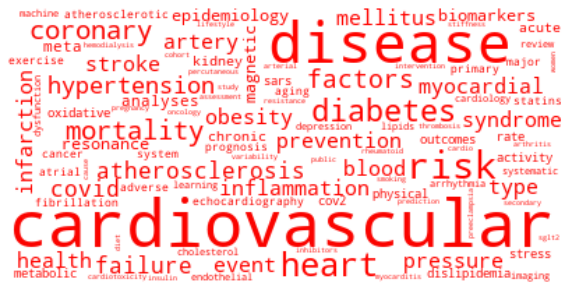 machine atherosclerotic epidemiology mellitus biomarkers
lifestyle
coronary artery disease acute
meta hemodialysis cohort kidney magnetic stiffness review women
exercise stroke percutaneous arterial intervention primary major
hypertension sars factors myocardial
dysfunction analyses study aging cardiology statins
infarction oxidative pregnancy assessment obesity resistance diabetes syndrome
mortality oncology chronic depression lipids thrombosis outcomes rate
resonance prognosis prevention arthritis
cancer system variability public rheumatoid cardio activity
atrial cause atherosclerosis blood risk systematic
covid adverse learning inflammation smoking physical arrhythmia type
fibrillation echocardiography cov2 prediction preeclampsia secondary
cardiovascular
diet sglt2
health cholesterol inhibitors pressure stress
failure event heart
metabolic cardiotoxicity insulin endothelial myocarditis dyslipidemia imaging